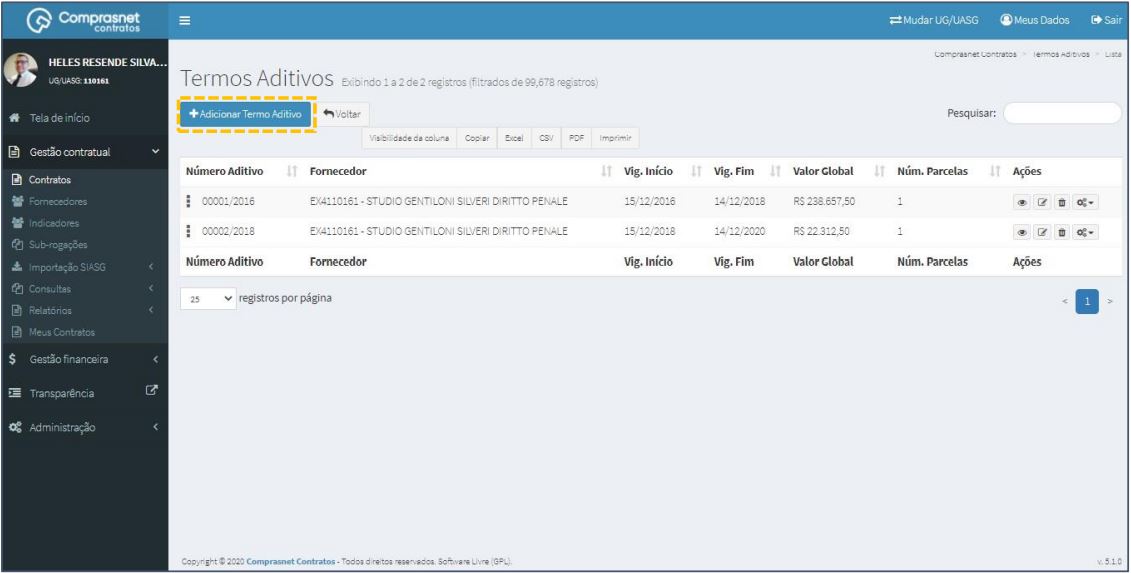 Comprasnet
contratos
Mudar UG/UASG Meus Dados Sair
HELES RESENDE SILVA...
UG/UASG: 110161
Comprasnet Contratos > Termos Aditivos > Lista
Termos Aditivos Exibindo 1 a 2 de 2 registros (filtrados de 99,678 registros)
Adicionar Termo Aditivo Voltar
Pesquisar:
Visibilidade da coluna Copiar Excel CSV PDF Imprimir
Tela de início
Gestão contratual
Contratos
Fornecedores
Indicadores
Sub-rogações
Importação SIASG
Consultas
Relatórios
Meus Contratos
Gestão financeira
Transparência
Administração
Número Aditivo Fornecedor Vig. Início Vig. Fim Valor Global Núm. Parcelas Ações
00001/2016 EX4110161 - STUDIO GENTILONI SILVERI DIRITTO PENALE 15/12/2016 14/12/2018 R$ 238.657,50 1
00002/2018 EX4110161 - STUDIO GENTILONI SILVERI DIRITTO PENALE 15/12/2018 14/12/2020 R$ 22.312,50 1
Número Aditivo Fornecedor Vig. Início Vig. Fim Valor Global Núm. Parcelas Ações
25 registros por página
< 1 >
Copyright © 2020 Comprasnet Contratos - Todos direitos reservados. Software Livre (GPL).
v. 5.1.0